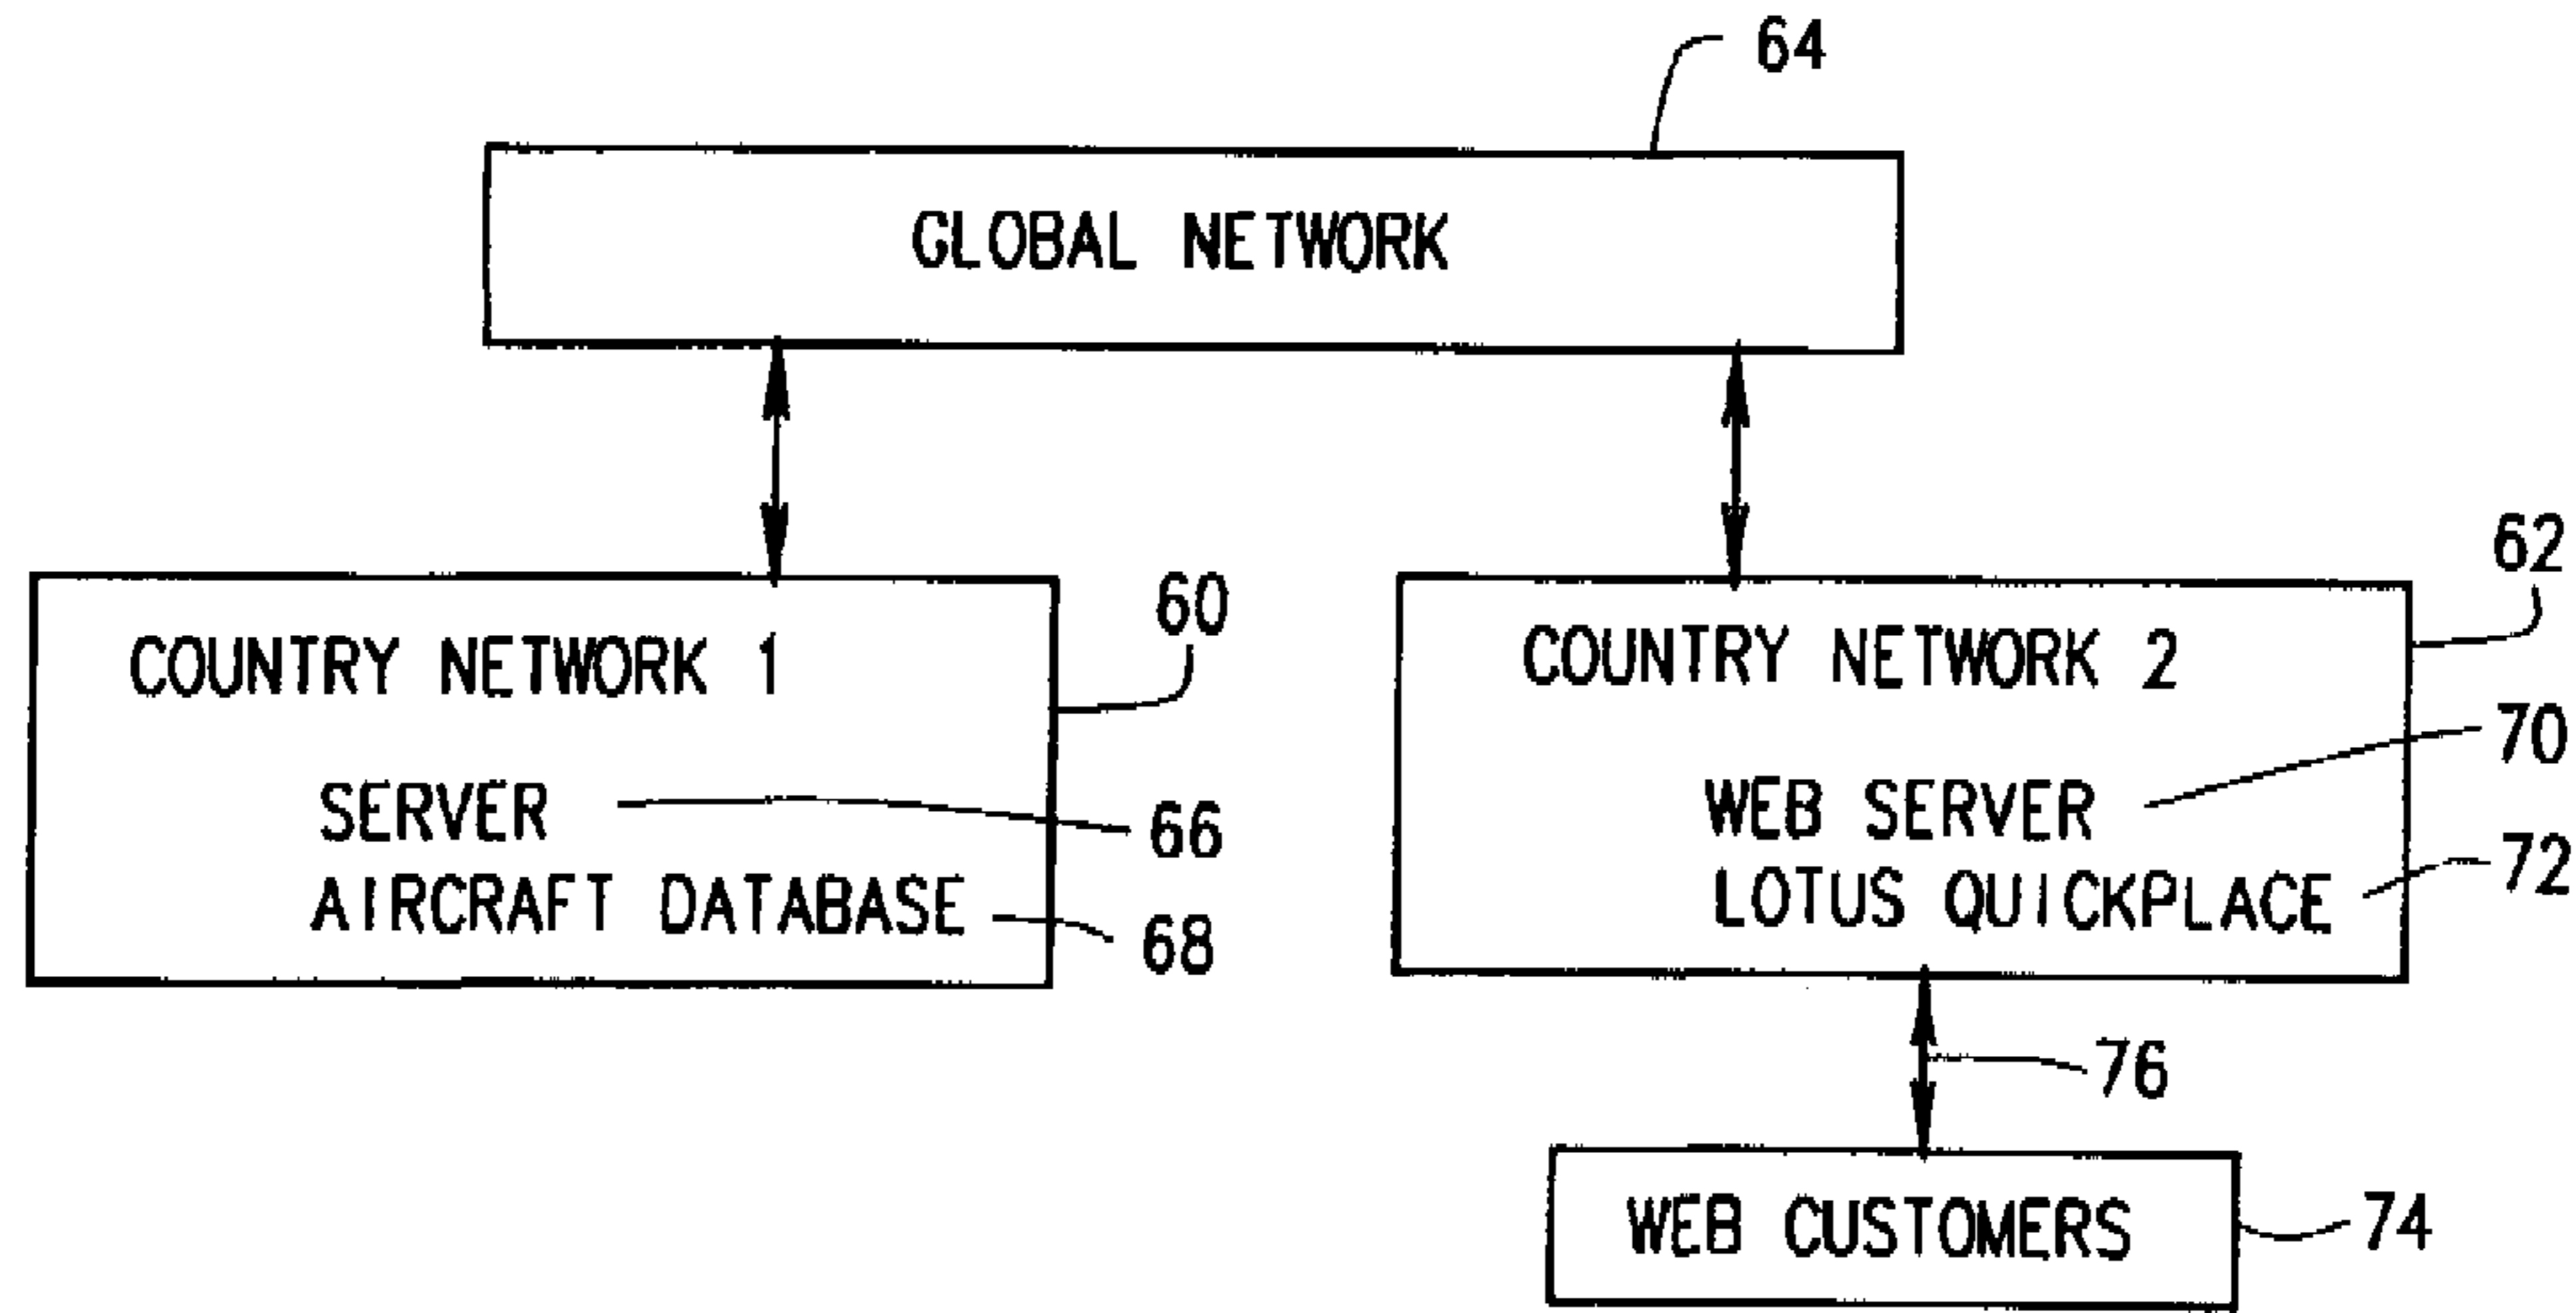 64
GLOBAL NETWORK
62
60
COUNTRY NETWORK 1
COUNTRY NETWORK 2
70
SERVER
66
WEB SERVER
AIRCRAFT DATABASE
68
LOTUS QUICKPLACE
72
76
WEB CUSTOMERS
74